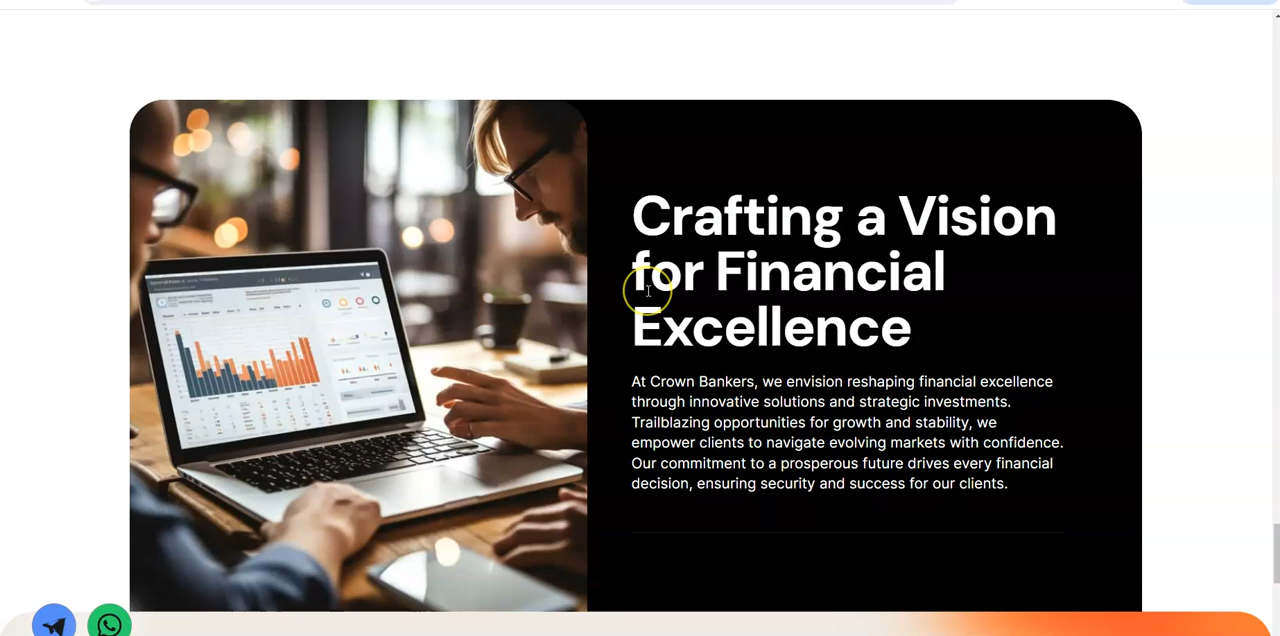 Crafting a Vision
for Financial
Excellence
At Crown Bankers, we envision reshaping financial excellence
through innovative solutions and strategic investments.
Trailblazing opportunities for growth and stability, we
empower clients to navigate evolving markets with confidence.
Our commitment to a prosperous future drives every financial
decision, ensuring security and success for our clients.